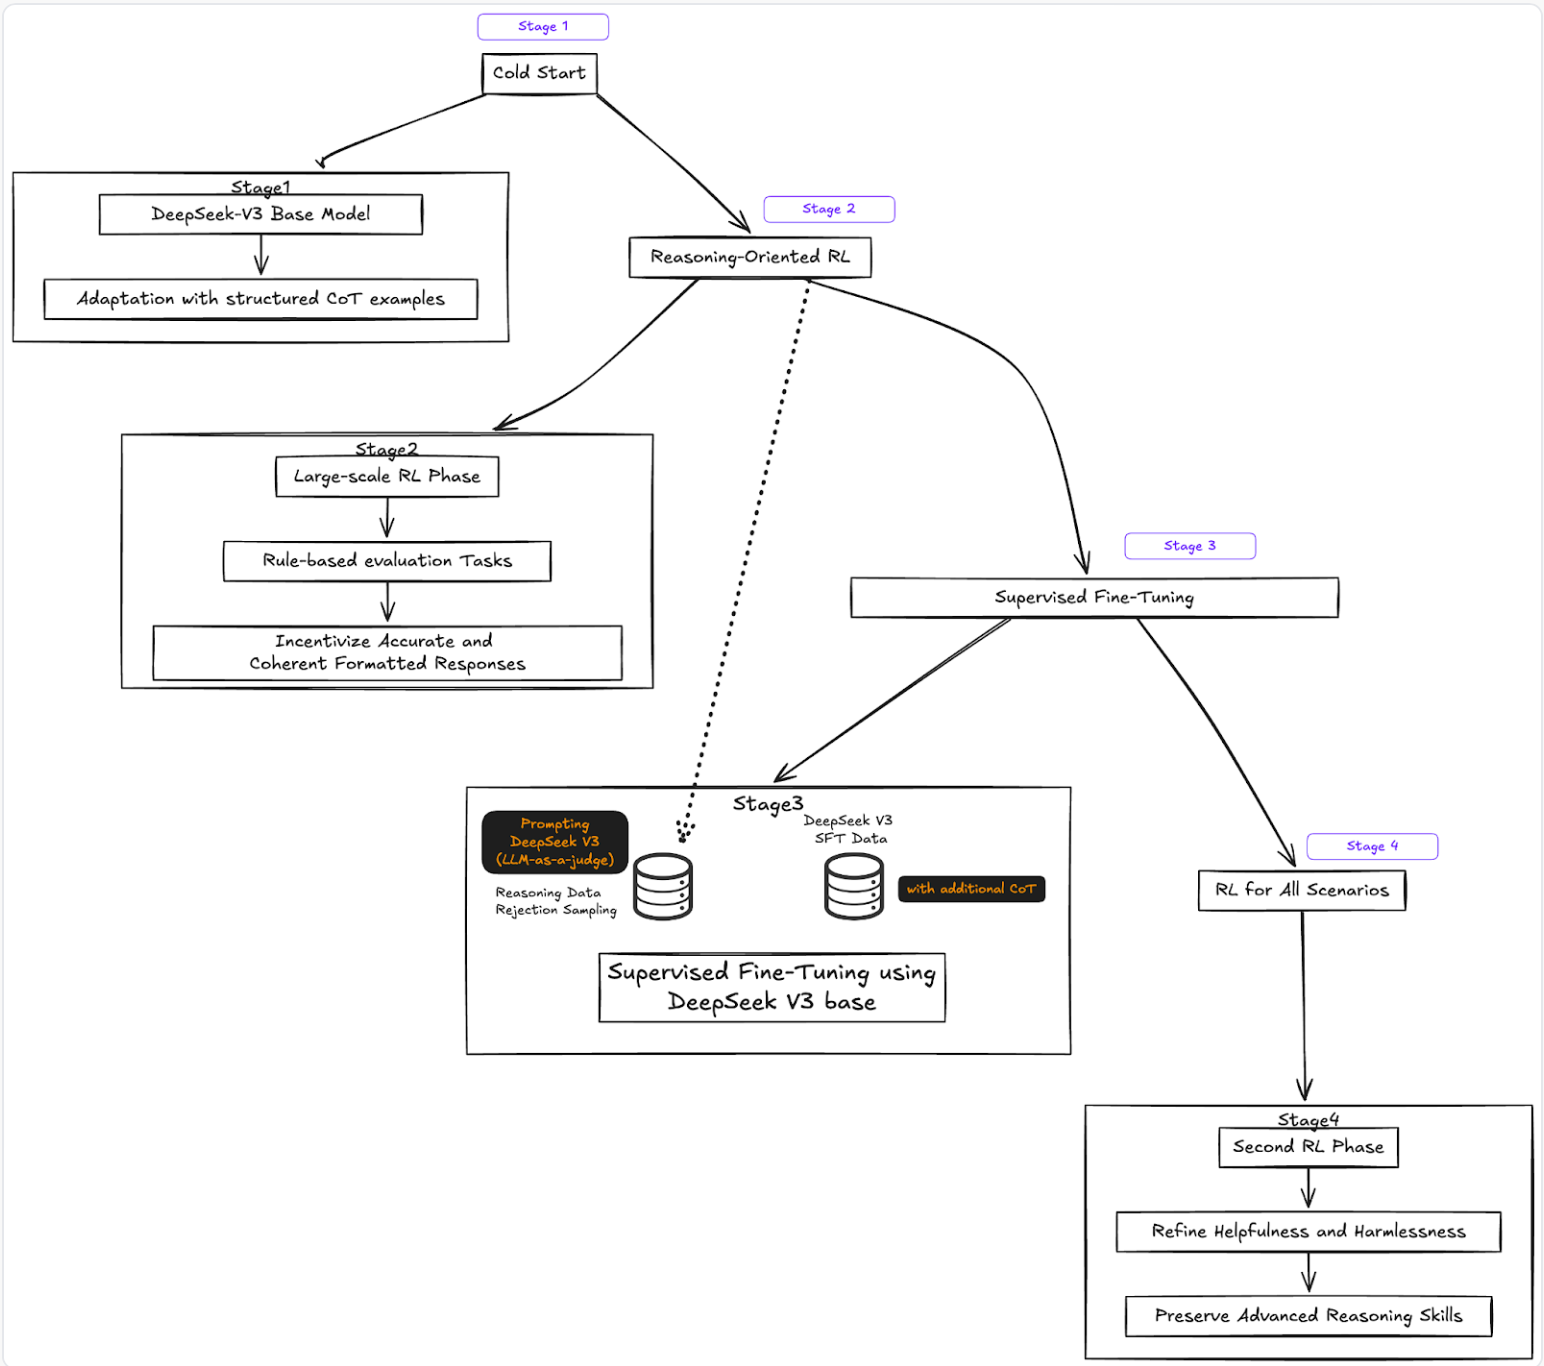 Stage 1
Cold Start
Stage1
DeepSeek-V3 Base Model
Adaptation with structured CoT examples
Stage 2
Reasoning-Oriented RL
Stage2
Large-scale RL Phase
Rule-based evaluation Tasks
Incentivize Accurate and
Coherent Formatted Responses
Stage 3
Supervised Fine-Tuning
Stage3
Prompting
DeepSeek V3
(LLM-as-a-judge)
Reasoning Data
Rejection Sampling
DeepSeek V3
SFT Data
with additional CoT
Supervised Fine-Tuning using
DeepSeek V3 base
Stage 4
RL for All Scenarios
Stage4
Second RL Phase
Refine Helpfulness and Harmlessness
Preserve Advanced Reasoning Skills